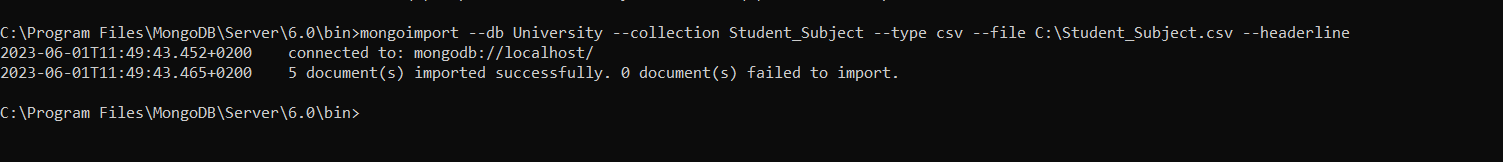 C:\Program Files\MongoDB\Server\6.0\bin>mongoimport --db University --collection Student_Subject --type csv --file C:\Student_Subject.csv --headerline
2023-06-01T11:49:43.452+0200    connected to: mongodb://localhost/
2023-06-01T11:49:43.465+0200    5 document(s) imported successfully. 0 document(s) failed to import.
C:\Program Files\MongoDB\Server\6.0\bin>